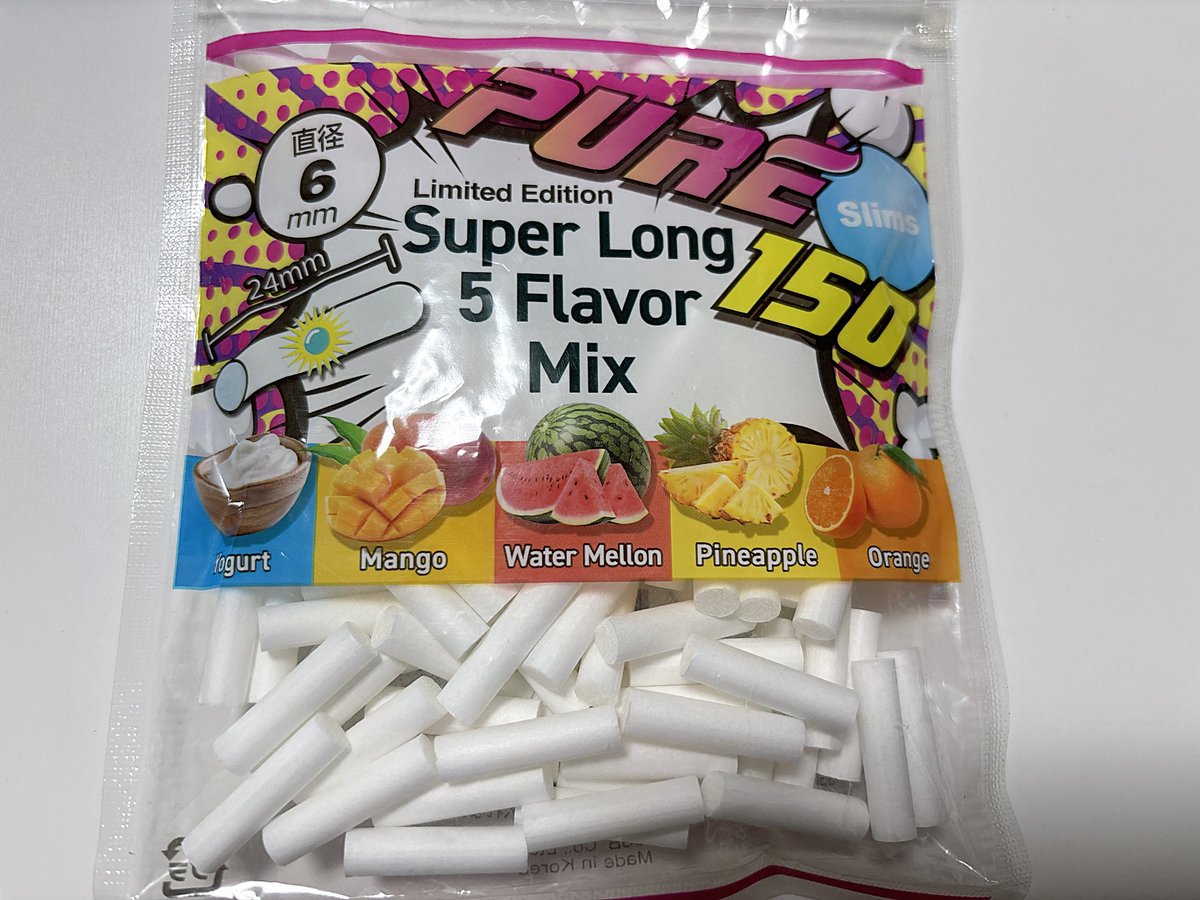 PURE
直径
6
mm
Limited Edition
Slims
Super Long
5 Flavor
Mix
150
24mm
Yogurt
Mango
Water Mellon
Pineapple
Orange
Made in Korea